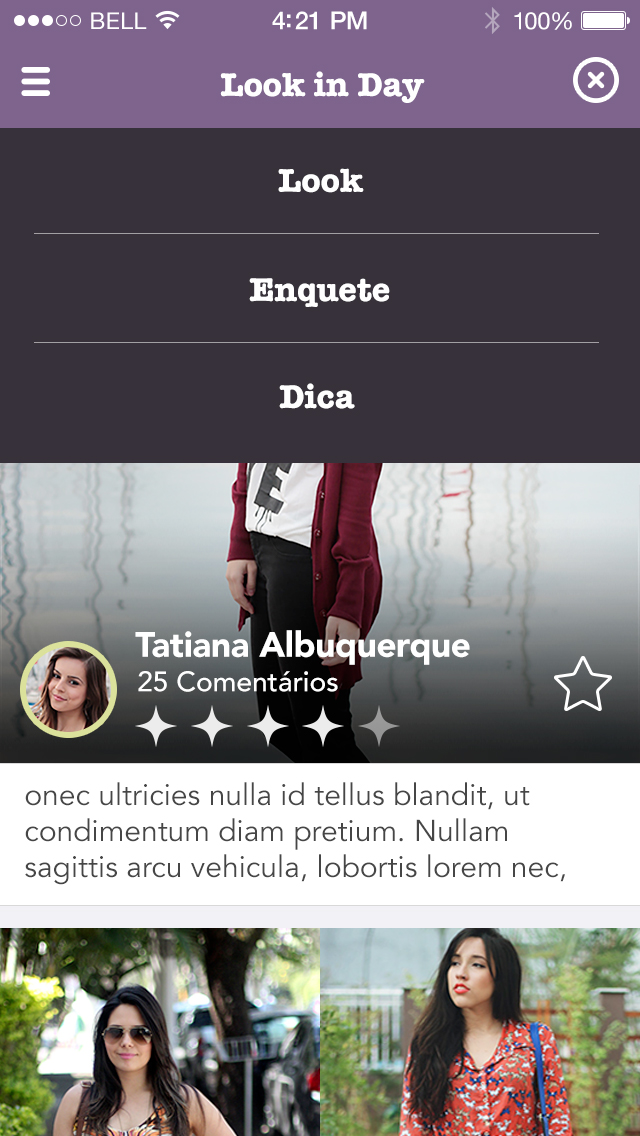 BELL 4:21 PM 100%
Look in Day
Look
Enquete
Dica
E
Tatiana Albuquerque
25 Comentários
onec ultricies nulla id tellus blandit, ut
condimentum diam pretium. Nullam
sagittis arcu vehicula, lobortis lorem nec,